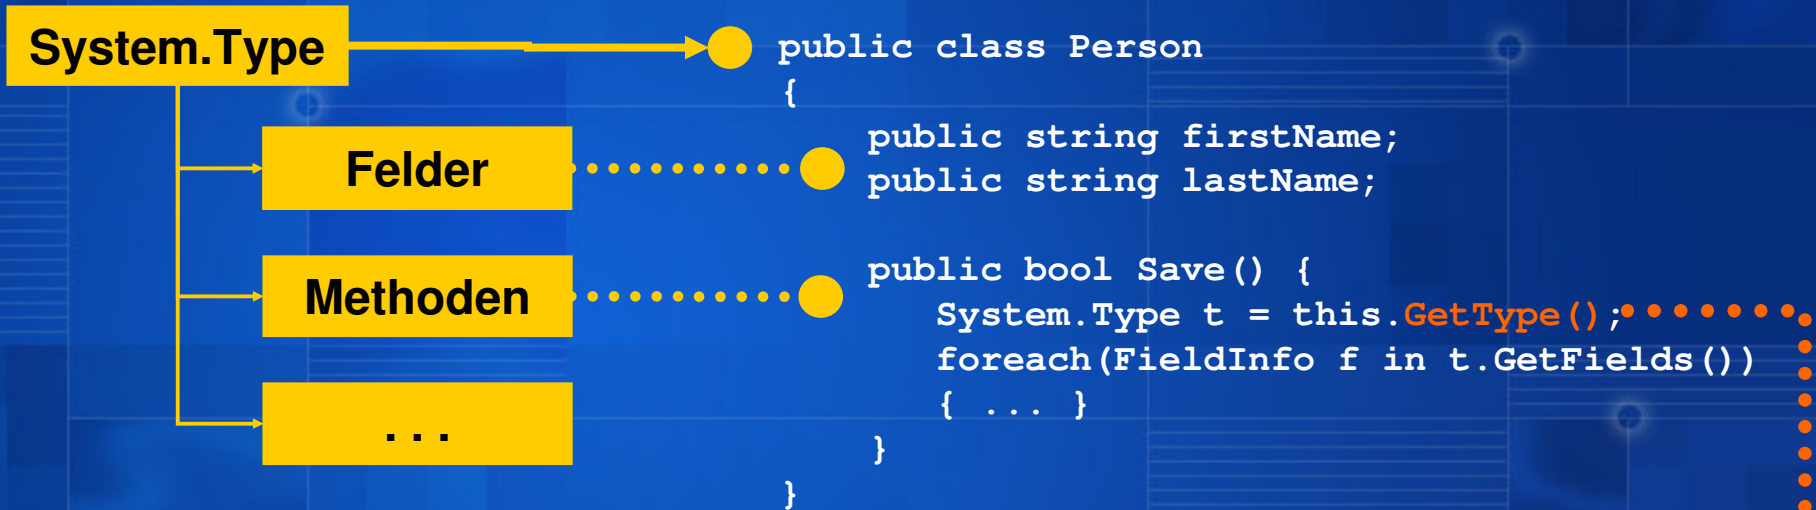 System.Type
Felder
Methoden
...
public class Person
{
public string firstName;
public string lastName;
public bool Save() {
System.Type t = this.GetType();
foreach(FieldInfo f in t.GetFields())
{ ... }
}
}